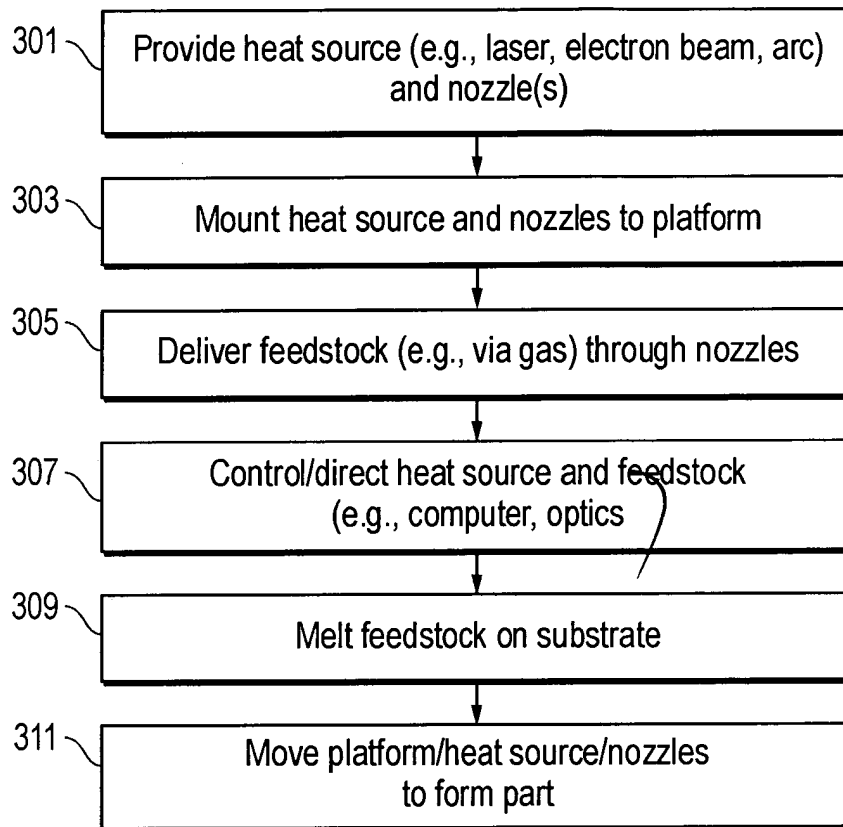 301
Provide heat source (e.g., laser, electron beam, arc)
and nozzle(s)
303
Mount heat source and nozzles to platform
305
Deliver feedstock (e.g., via gas) through nozzles
307
Control/direct heat source and feedstock
(e.g., computer, optics
309
Melt feedstock on substrate
311
Move platform/heat source/nozzles
to form part